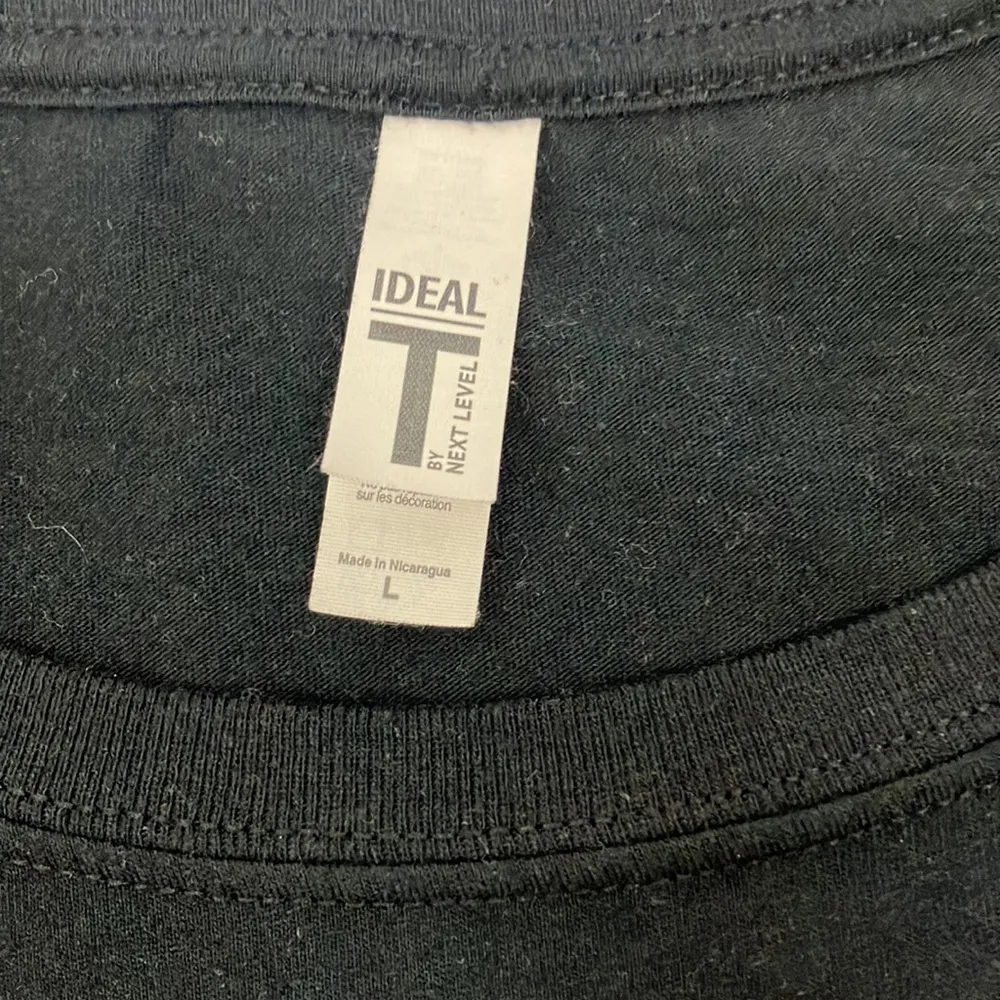 IDEAL
T
BY
NEXT LEVEL
sur les décoration
Made in Nicaragua
L